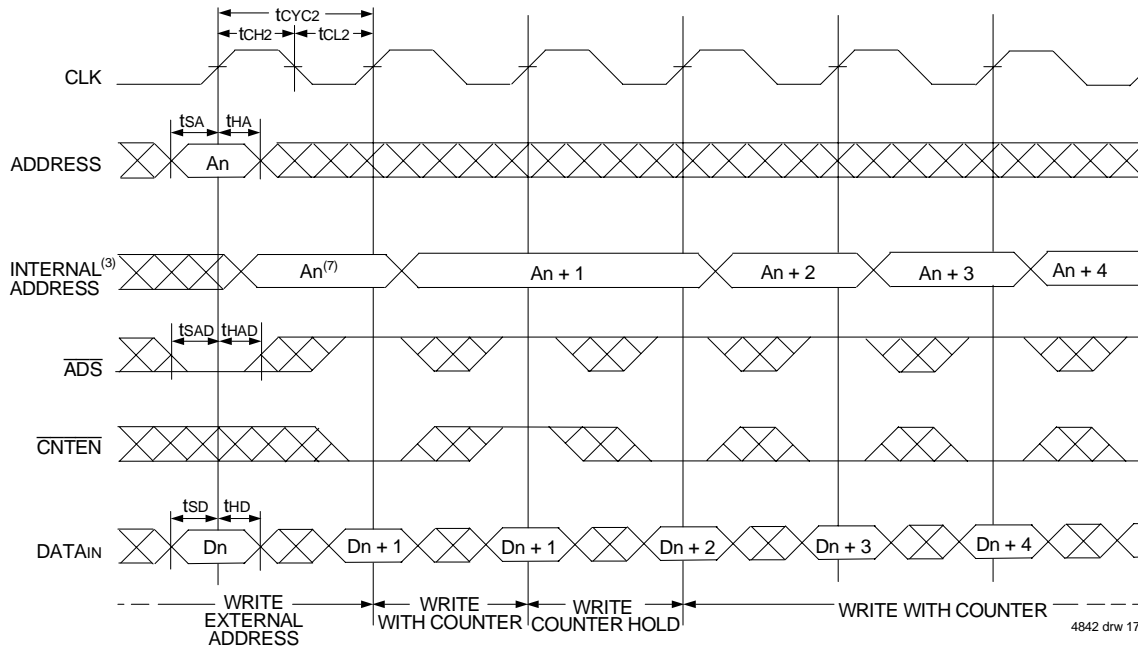 tCYC2
tCH2 tCL2
CLK
tSA tHA
ADDRESS An
INTERNAL(3) ADDRESS An(7) An + 1 An + 2 An + 3 An + 4
tSAD tHAD
ADS
CNTEN
tSD tHD
DATAIN Dn Dn + 1 Dn + 1 Dn + 2 Dn + 3 Dn + 4
WRITE EXTERNAL ADDRESS
WRITE WITH COUNTER
WRITE COUNTER HOLD
WRITE WITH COUNTER
4842 drw 17